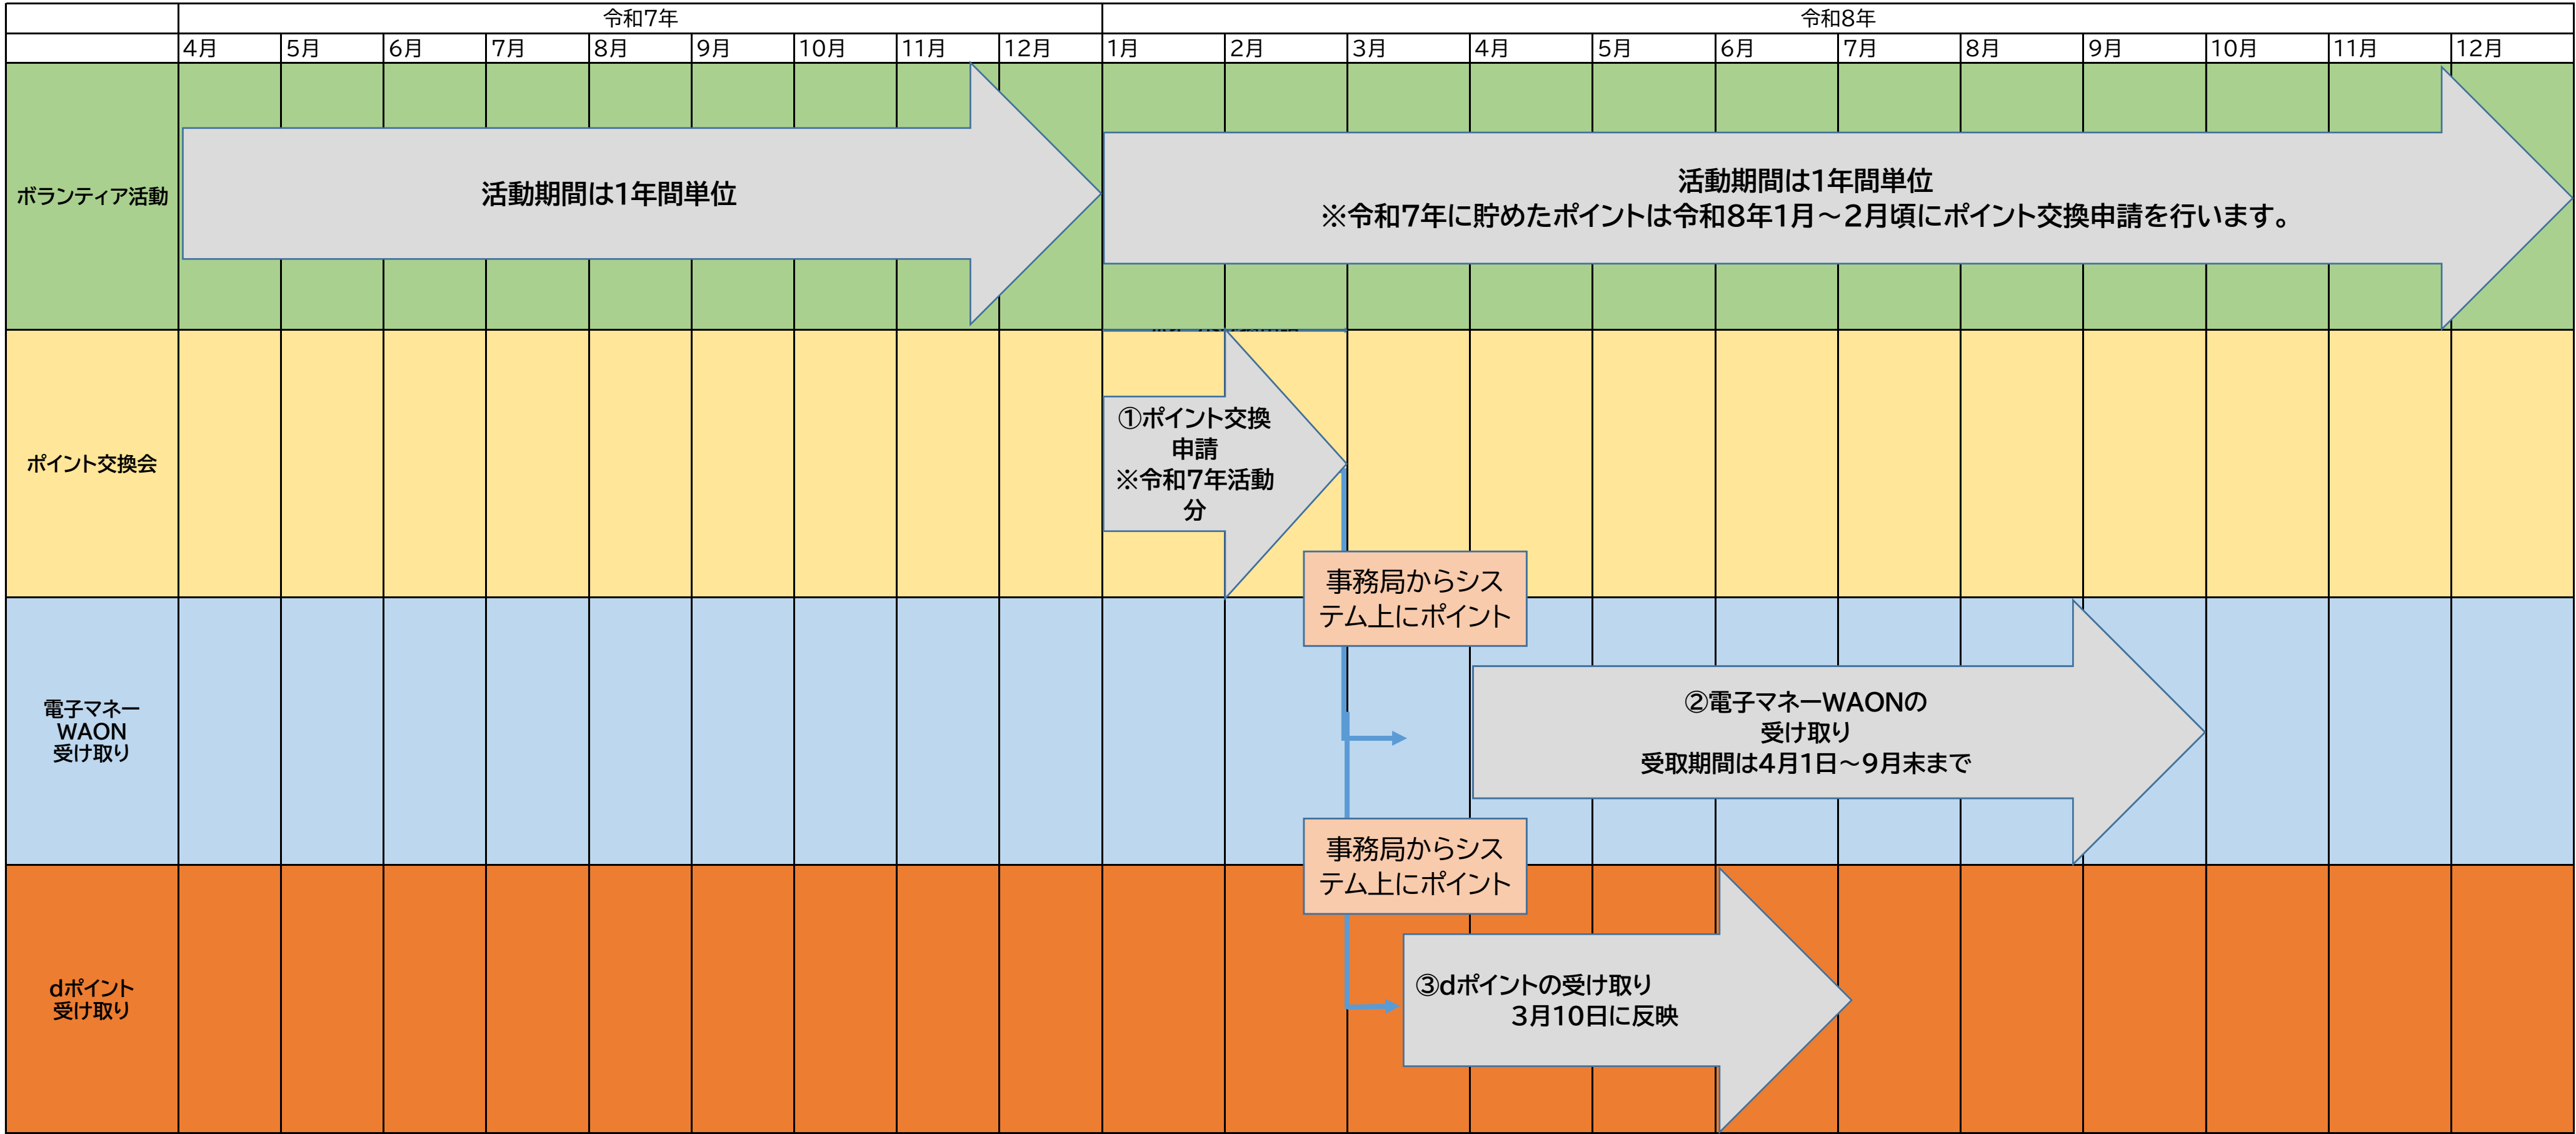 令和7年
令和8年
4月
5月
6月
7月
8月
9月
10月
11月
12月
1月
2月
3月
4月
5月
6月
7月
8月
9月
10月
11月
12月
ボランティア活動
活動期間は1年間単位
活動期間は1年間単位
※令和7年に貯めたポイントは令和8年1月～2月頃にポイント交換申請を行います。
ポイント交換会
①ポイント交換
申請
※令和7年活動
分
事務局からシス
テム上にポイント
電子マネー
WAON
受け取り
②電子マネーWAONの
受け取り
受取期間は4月1日～9月末まで
事務局からシス
テム上にポイント
dポイント
受け取り
③dポイントの受け取り
3月10日に反映